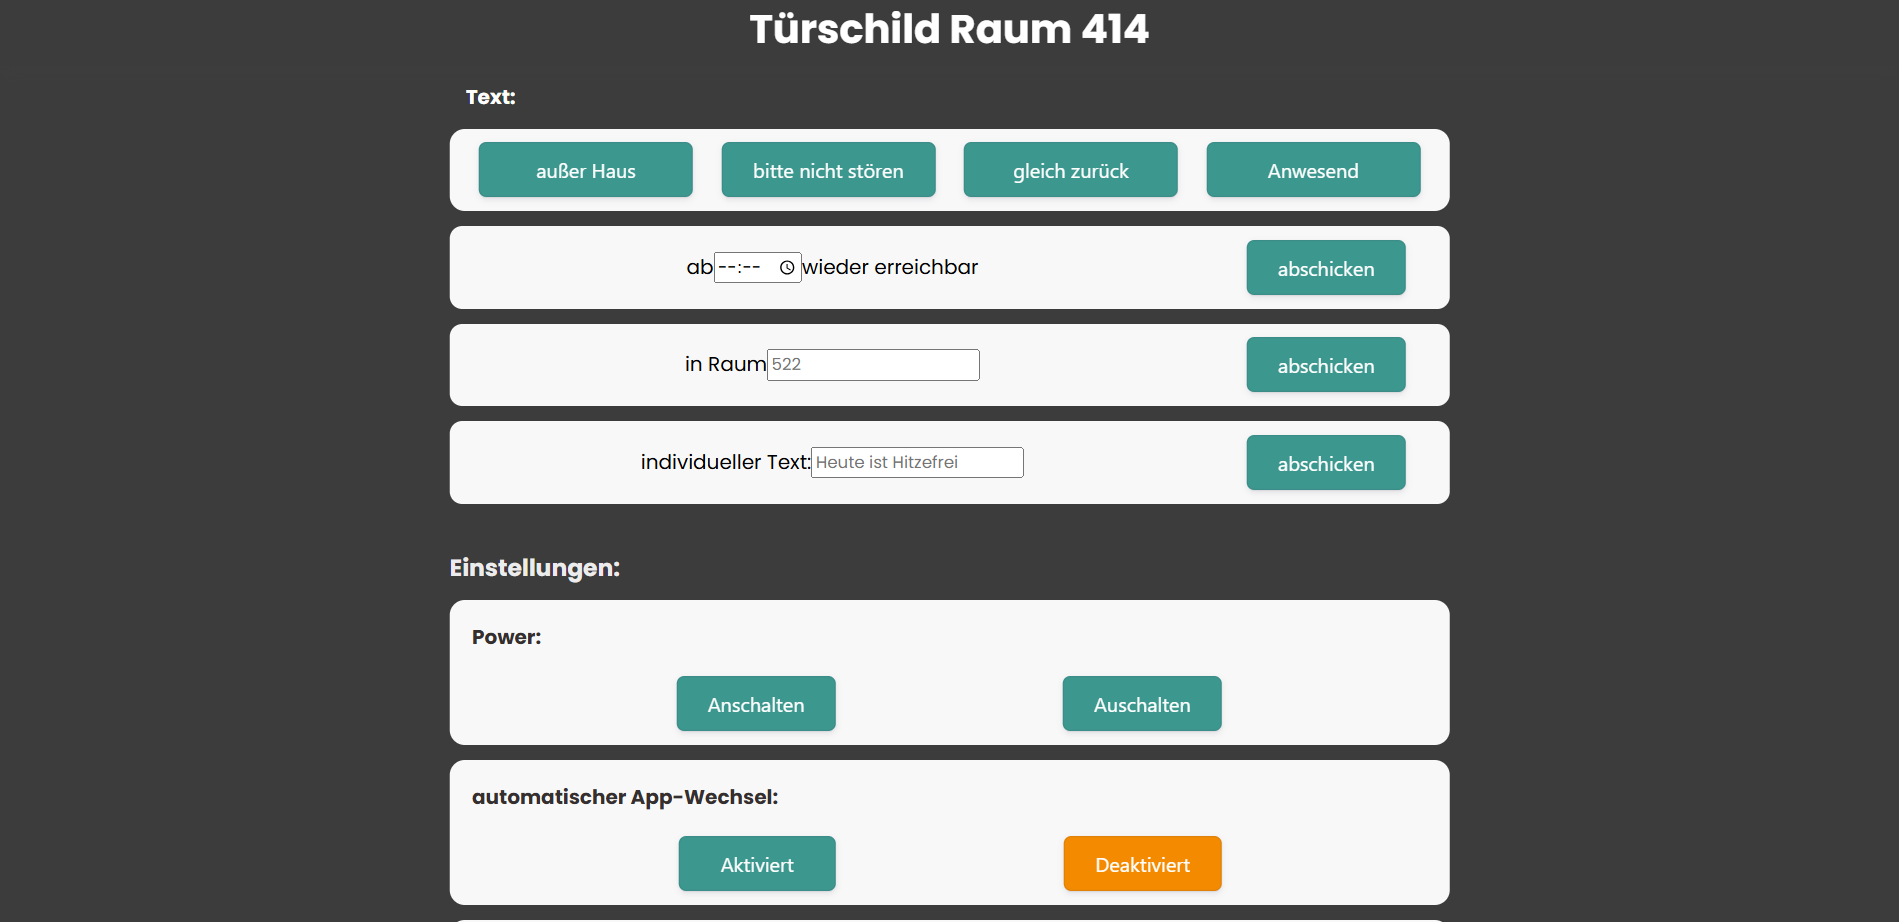 Türschild Raum 414
Text:
außer Haus bitte nicht stören gleich zurück Anwesend
ab --:-- wieder erreichbar abschicken
in Raum 522 abschicken
individueller Text: Heute ist Hitzefrei abschicken
Einstellungen:
Power:
Anschalten Auschalten
automatischer App-Wechsel:
Aktiviert Deaktiviert